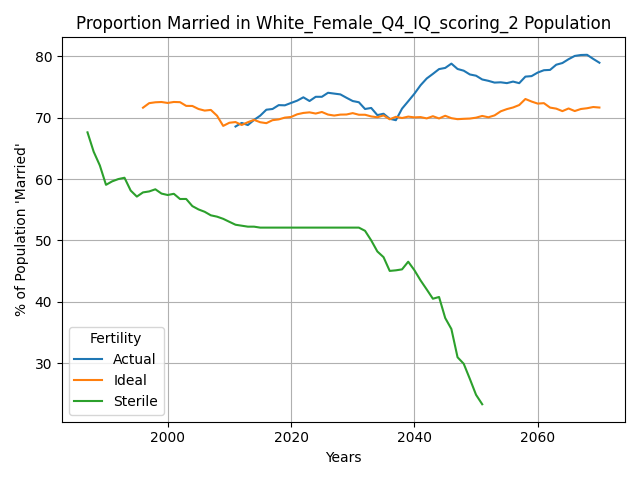 Proportion Married in White_Female_Q4_IQ_scoring_2 Population
% of Population 'Married'
80
70
60
50
40
30
Fertility
Actual
Ideal
Sterile
2000
2020
2040
2060
Years